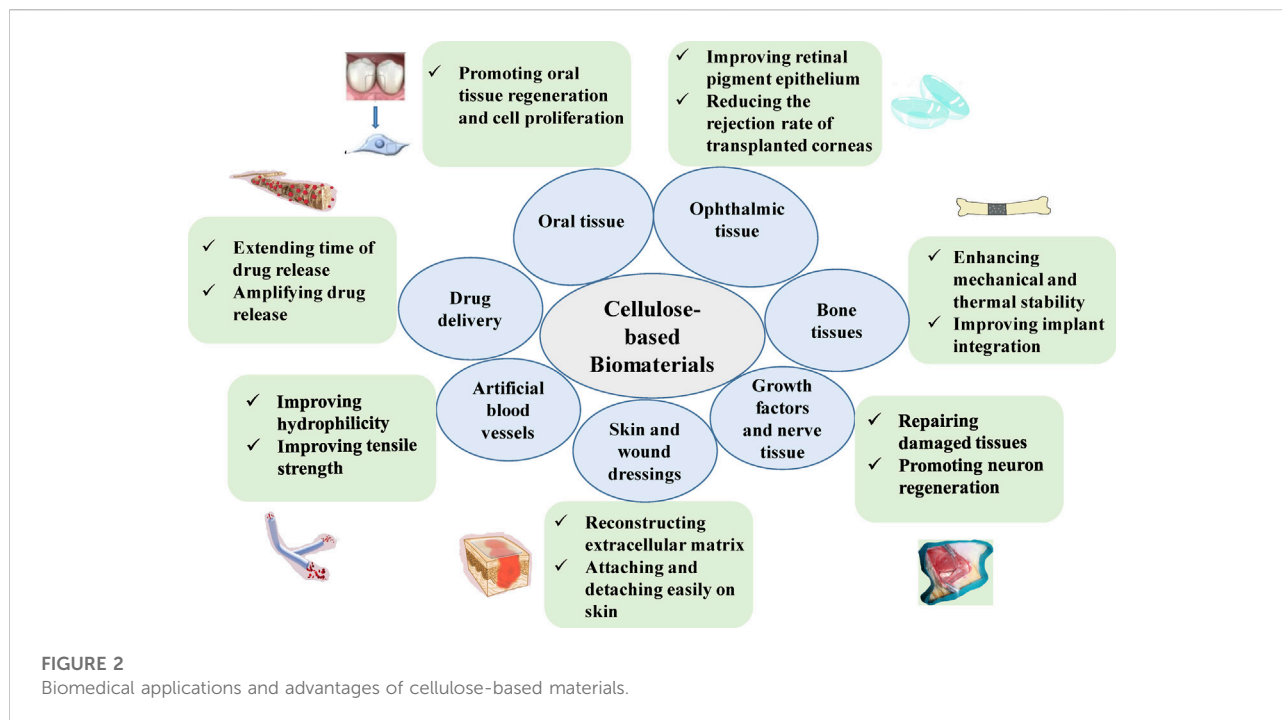 ✓ Promoting oral
tissue regeneration
and cell proliferation
✓ Improving retinal
pigment epithelium
✓ Reducing the
rejection rate of
transplanted corneas
Oral tissue
Ophthalmic
tissue
✓ Extending time of
drug release
✓ Amplifying drug
release
Drug
delivery
Cellulose-
based
Biomaterials
Bone
tissues
✓ Enhancing
mechanical and
thermal stability
✓ Improving implant
integration
✓ Improving
hydrophilicity
✓ Improving tensile
strength
Artificial
blood
vessels
Skin and
wound
dressings
Growth
factors
and nerve
tissue
✓ Repairing
damaged tissues
✓ Promoting neuron
regeneration
✓ Reconstructing
extracellular matrix
✓ Attaching and
detaching easily on
skin
FIGURE 2
Biomedical applications and advantages of cellulose-based materials.